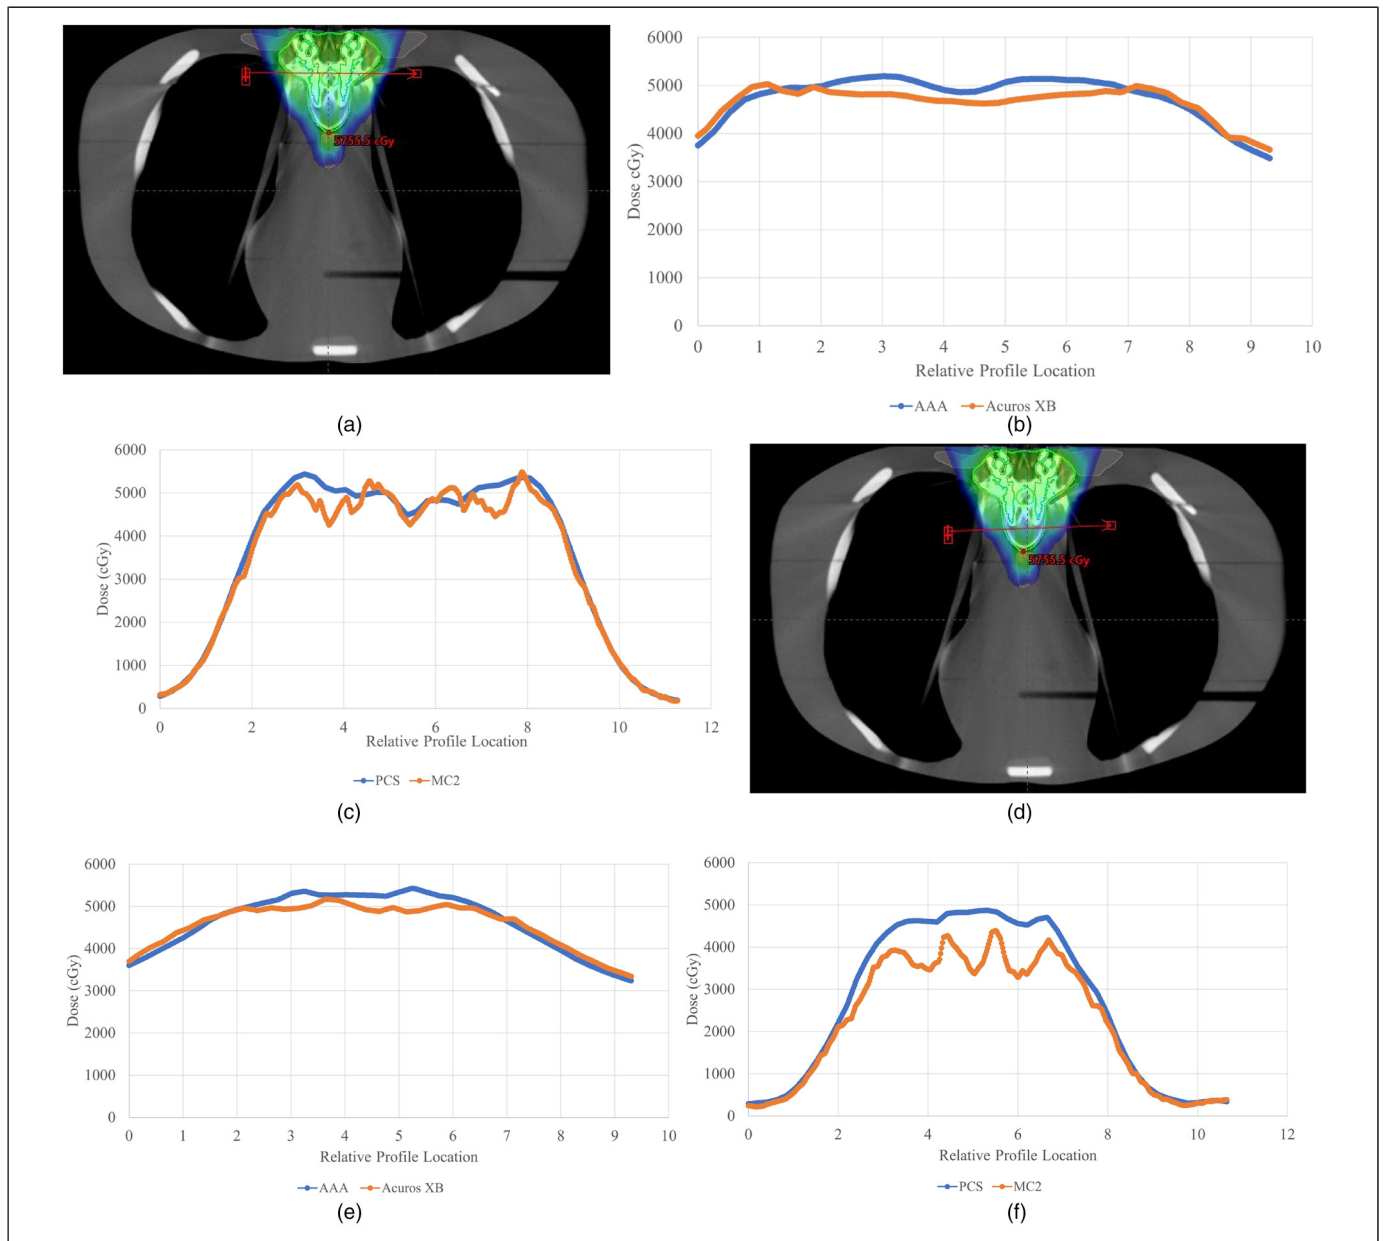 5755.5 cGy
(a)
6000
5000
4000
3000
2000
1000
0
Dose cGy)
0 1 2 3 4 5 6 7 8 9 10
Relative Profile Location
AAA Acuros XB
(b)
6000
5000
4000
3000
2000
1000
0
Dose (cGy)
0 2 4 6 8 10 12
Relative Profile Location
PCS MC2
(c)
5755.5 cGy
(d)
6000
5000
4000
3000
2000
1000
0
Dose (cGy)
0 1 2 3 4 5 6 7 8 9 10
Relative Profile Location
AAA Acuros XB
(e)
6000
5000
4000
3000
2000
1000
0
Dose (cGy)
0 2 4 6 8 10 12
Relative Profile Location
PCS MC2
(f)